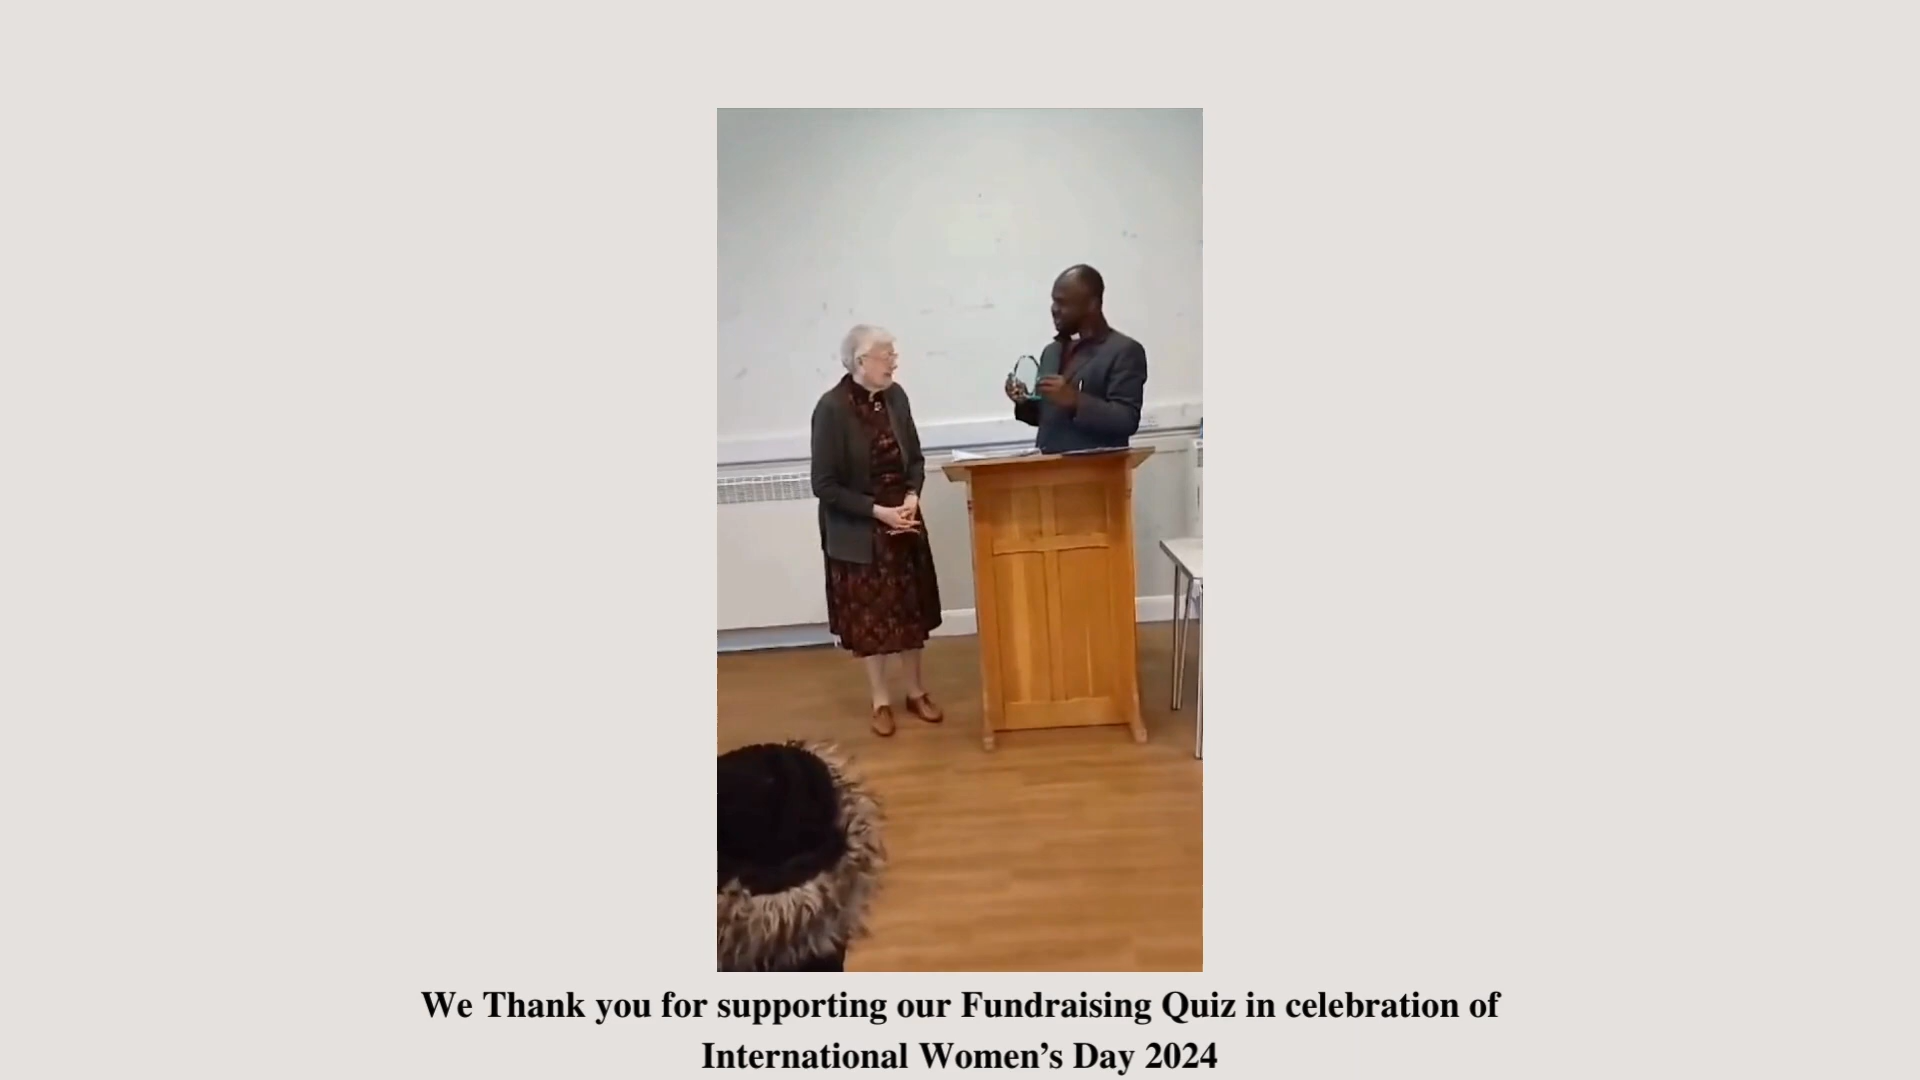 We Thank you for supporting our Fundraising Quiz in celebration of
International Women’s Day 2024